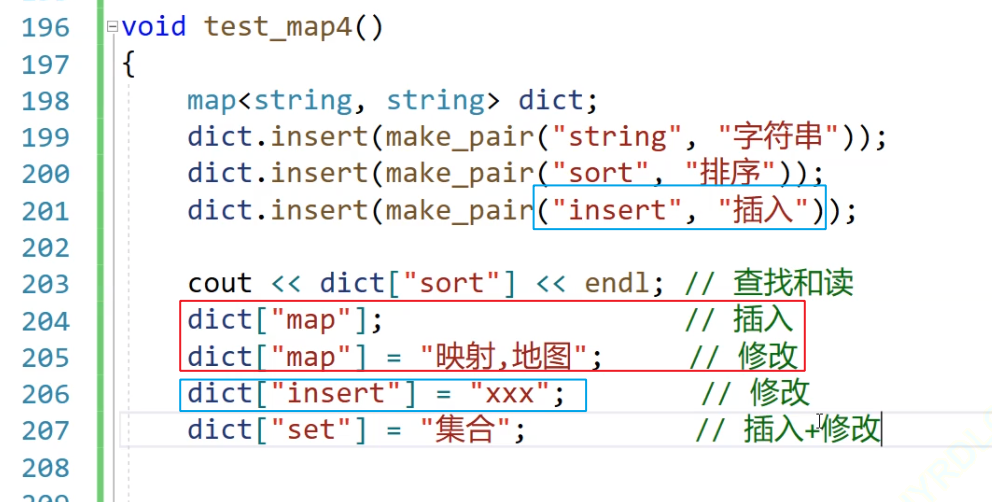 196 void test_map4()
197 {
198 map<string, string> dict;
199 dict.insert(make_pair("string", "字符串"));
200 dict.insert(make_pair("sort", "排序"));
201 dict.insert(make_pair("insert", "插入"));
202
203 cout << dict["sort"] << endl; // 查找和读
204 dict["map"]; // 插入
205 dict["map"] = "映射,地图"; // 修改
206 dict["insert"] = "xxx"; // 修改
207 dict["set"] = "集合"; // 插入+修改
208